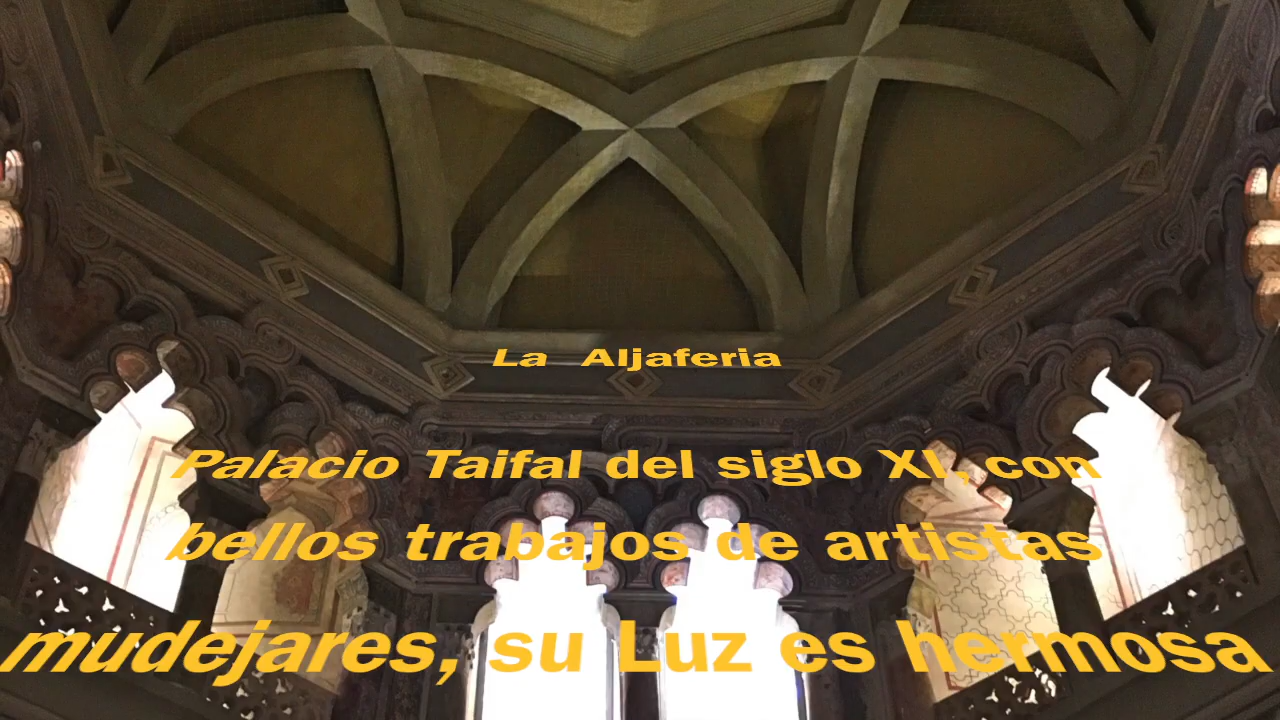 La Aljaferia
Palacio Taifal del siglo XI, con
bellos trabajos de artistas
mudejares, su Luz es hermosa